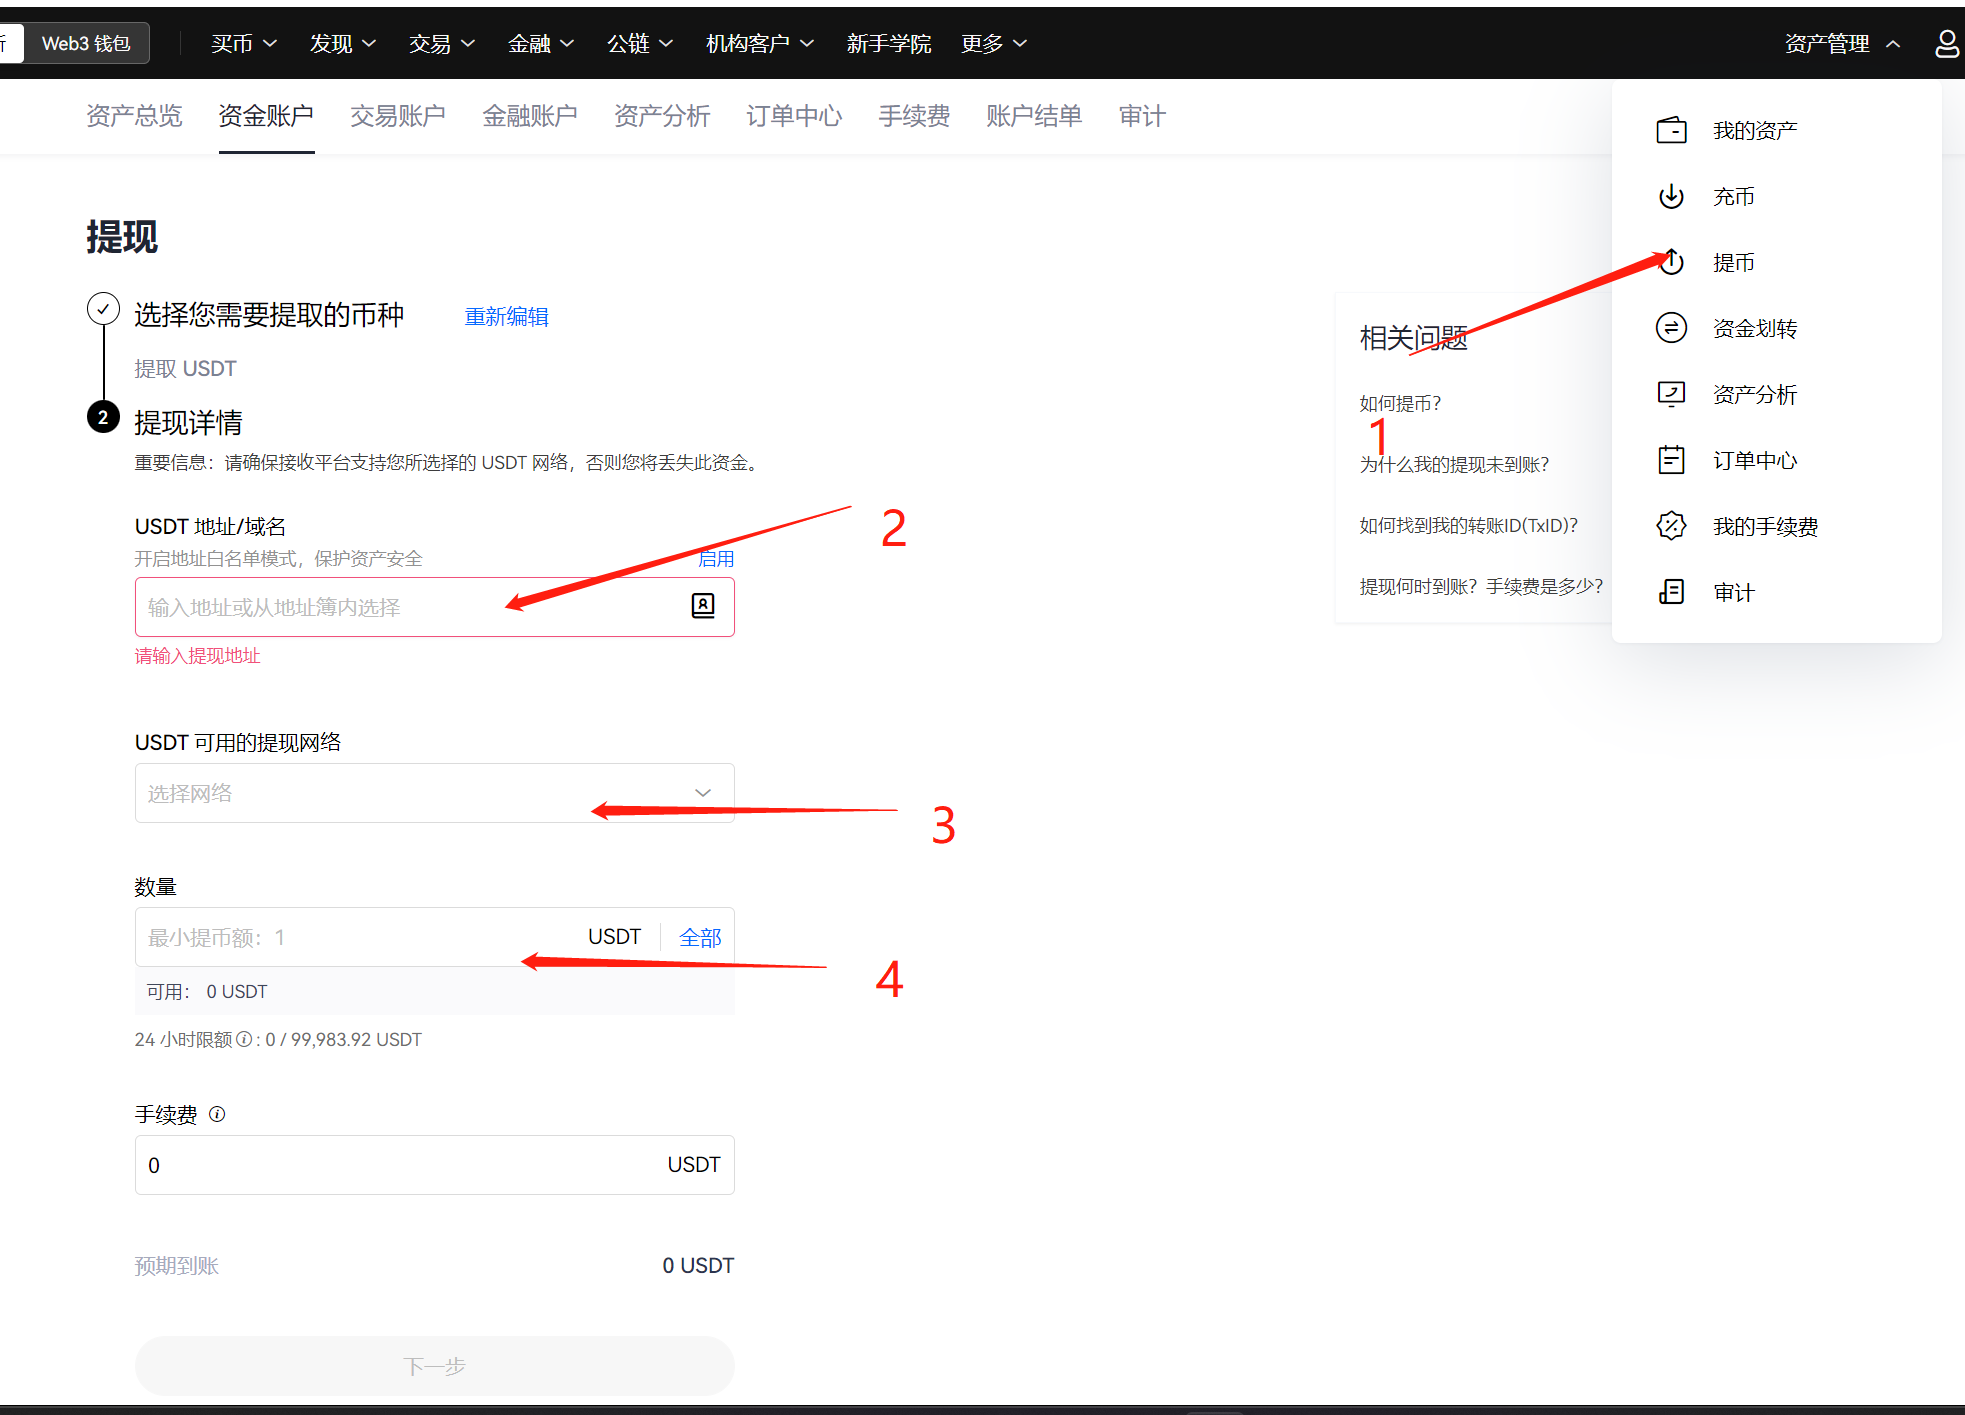 Web3 钱包
买币
发现
交易
金融
公链
机构客户
新手学院
更多
资产管理
资产总览
资金账户
交易账户
金融账户
资产分析
订单中心
手续费
账户结单
审计
我的资产
充币
提币
资金划转
资产分析
订单中心
我的手续费
审计
提现
选择您需要提取的币种
重新编辑
提取 USDT
2
提现详情
重要信息：请确保接收平台支持您所选择的 USDT 网络，否则您将丢失此资金。
USDT 地址/域名
开启地址白名单模式，保护资产安全
启用
输入地址或从地址簿内选择
请输入提现地址
2
USDT 可用的提现网络
选择网络
3
数量
最小提币额：1
USDT
全部
4
可用： 0 USDT
24 小时限额 : 0 / 99,983.92 USDT
手续费
0
USDT
预期到账
0 USDT
下一步
相关问题
如何提币？
1
为什么我的提现未到账？
如何找到我的转账ID(TxID)？
提现何时到账？手续费是多少？